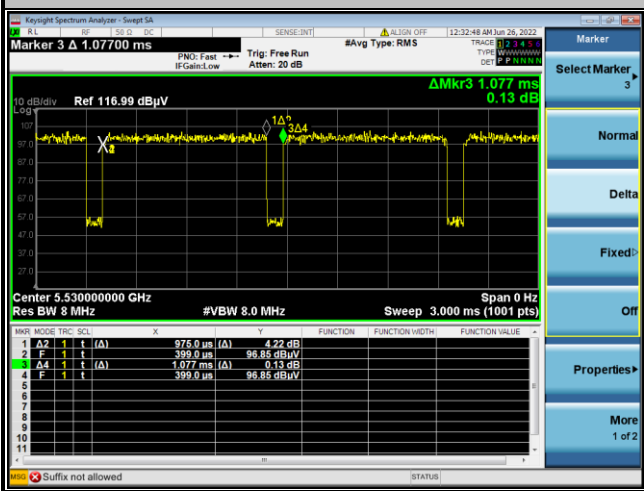 Keysight Spectrum Analyzer - Swept SA
RL RF 50 Ω DC SENSE:INT ALIGN OFF 12:32:48 AM Jun 26, 2022
Marker 3 Δ 1.07700 ms #Avg Type: RMS TRACE 1 2 3 4 5 6
PNO: Fast Trig: Free Run TYPE WWWWWW
IFGain:Low Atten: 20 dB DET P P N N N N
ΔMkr3 1.077 ms
0.13 dB
10 dB/div Ref 116.99 dBµV
Log
107
97.0
87.0
77.0
67.0
57.0
47.0
37.0
27.0
1Δ2
3Δ4
Center 5.530000000 GHz Span 0 Hz
Res BW 8 MHz #VBW 8.0 MHz Sweep 3.000 ms (1001 pts)
MKR MODE TRC SCL X Y FUNCTION FUNCTION WIDTH FUNCTION VALUE
1 Δ2 1 t (Δ) 975.0 µs (Δ) 4.22 dB
2 F 1 t 399.0 µs 96.85 dBµV
3 Δ4 1 t (Δ) 1.077 ms (Δ) 0.13 dB
4 F 1 t 399.0 µs 96.85 dBµV
5
6
7
8
9
10
11
MSG Suffix not allowed STATUS
Marker
Select Marker
3
Normal
Delta
Fixed
Off
Properties
More
1 of 2